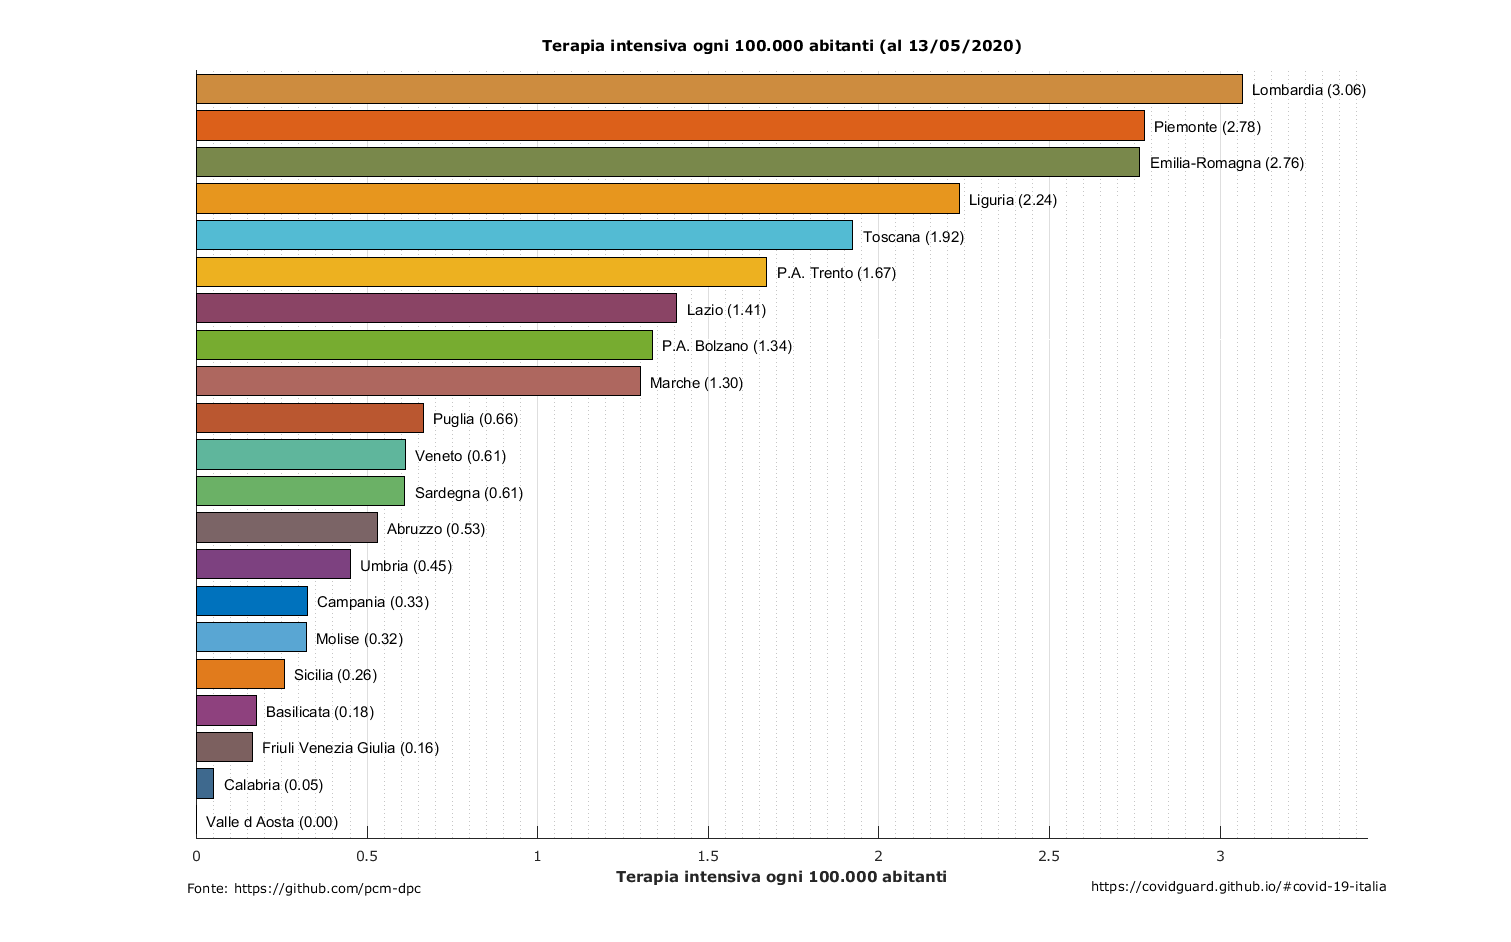 Terapia intensiva ogni 100.000 abitanti (al 13/05/2020)
Lombardia (3.06)
Piemonte (2.78)
Emilia-Romagna (2.76)
Liguria (2.24)
Toscana (1.92)
P.A. Trento (1.67)
Lazio (1.41)
P.A. Bolzano (1.34)
Marche (1.30)
Puglia (0.66)
Veneto (0.61)
Sardegna (0.61)
Abruzzo (0.53)
Umbria (0.45)
Campania (0.33)
Molise (0.32)
Sicilia (0.26)
Basilicata (0.18)
Friuli Venezia Giulia (0.16)
Calabria (0.05)
Valle d Aosta (0.00)
0 0.5 1 1.5 2 2.5 3
Terapia intensiva ogni 100.000 abitanti
Fonte: https://github.com/pcm-dpc
https://covidguard.github.io/#covid-19-italia